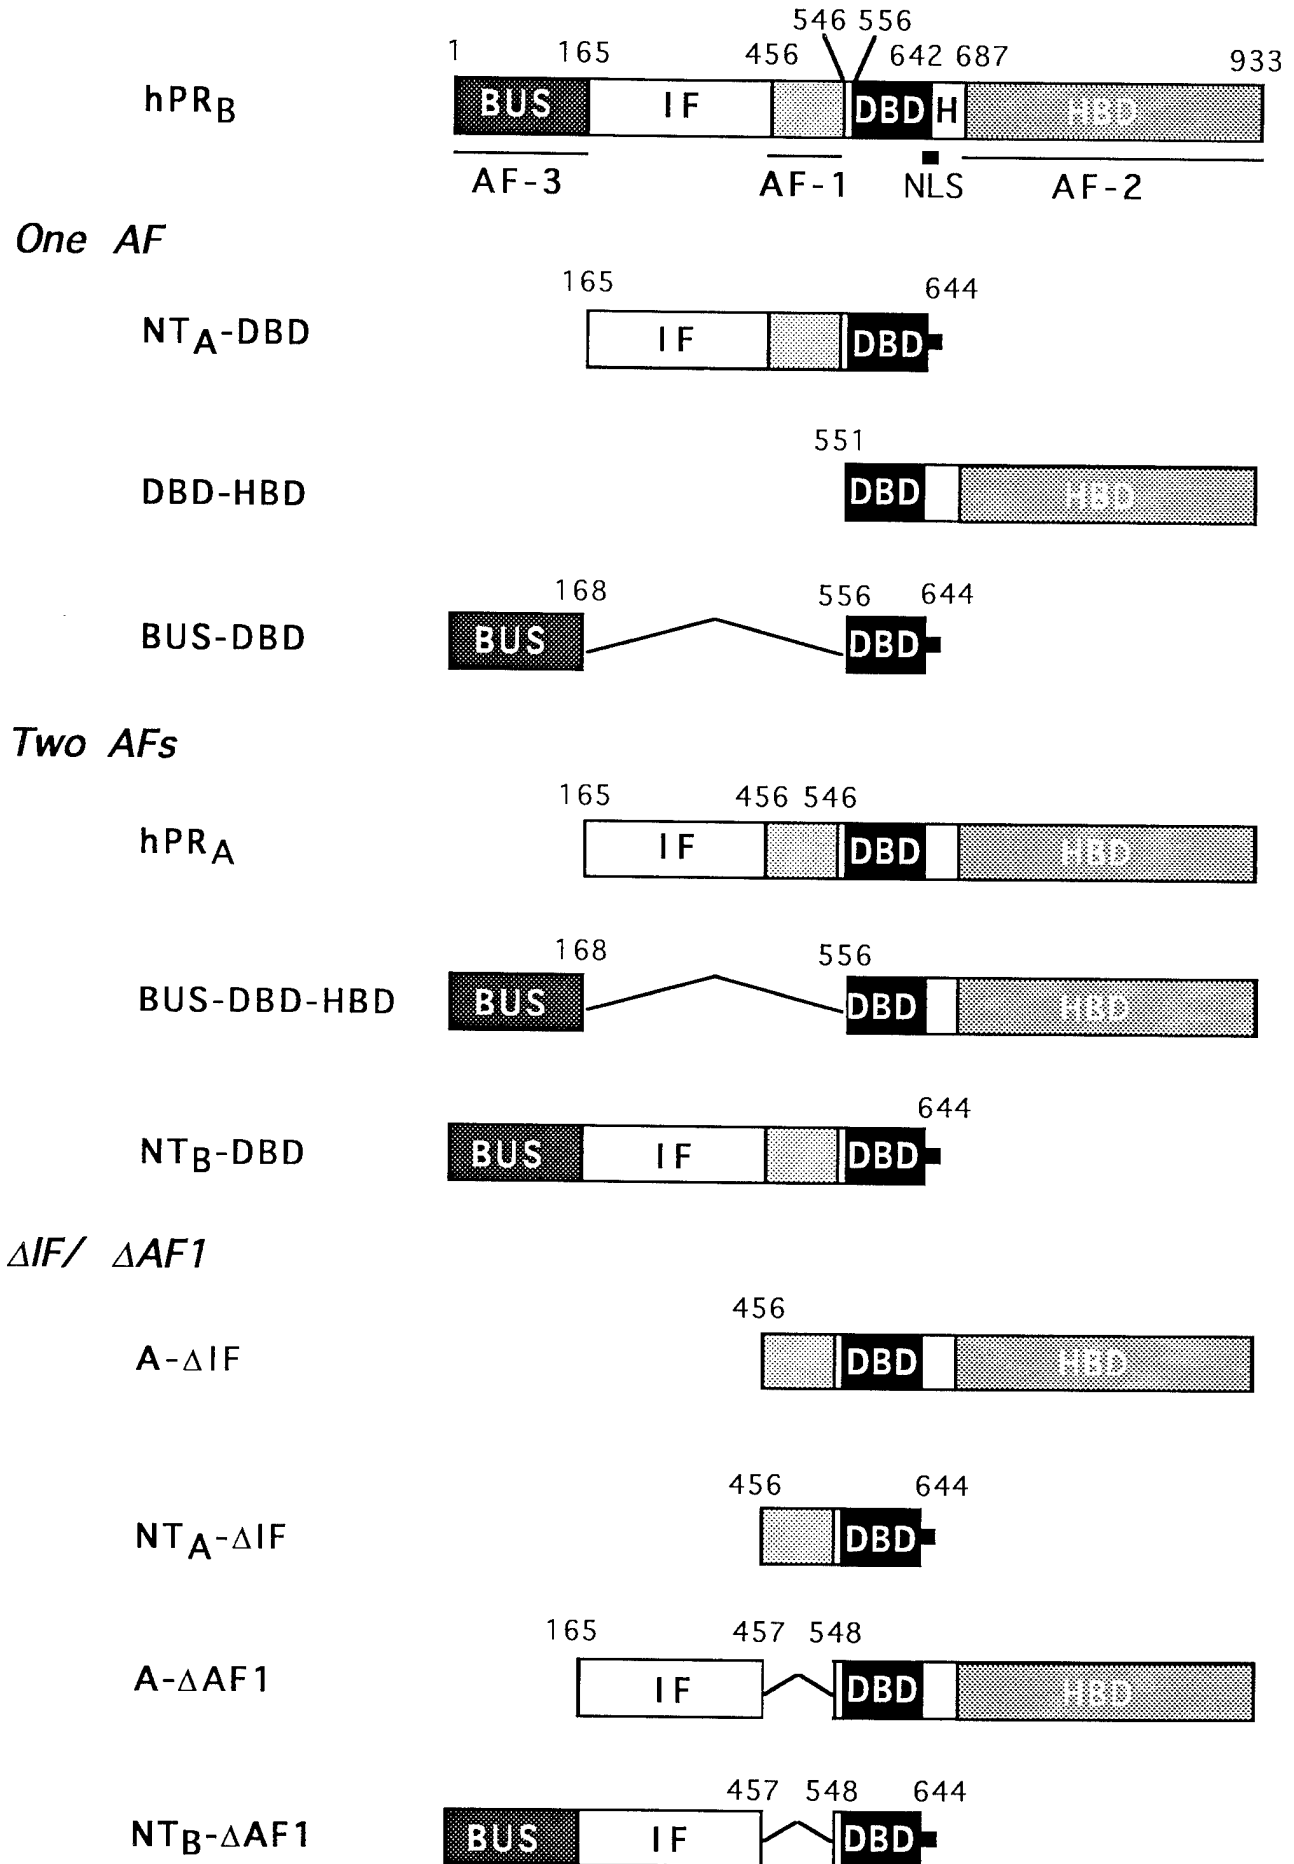 546 556
1 165 456 642 687 933
hPRB BUS IF DBD H HBD
AF-3 AF-1 NLS AF-2
One AF
165 644
NTA-DBD IF DBD
551
DBD-HBD DBD HBD
168 556 644
BUS-DBD BUS DBD
Two AFs
165 456 546
hPRA IF DBD HBD
168 556
BUS-DBD-HBD BUS DBD HBD
644
NTB-DBD BUS IF DBD
ΔIF/ ΔAF1
456
A-ΔIF DBD HBD
456 644
NTA-ΔIF DBD
165 457 548
A-ΔAF1 IF DBD HBD
457 548 644
NTB-ΔAF1 BUS IF DBD